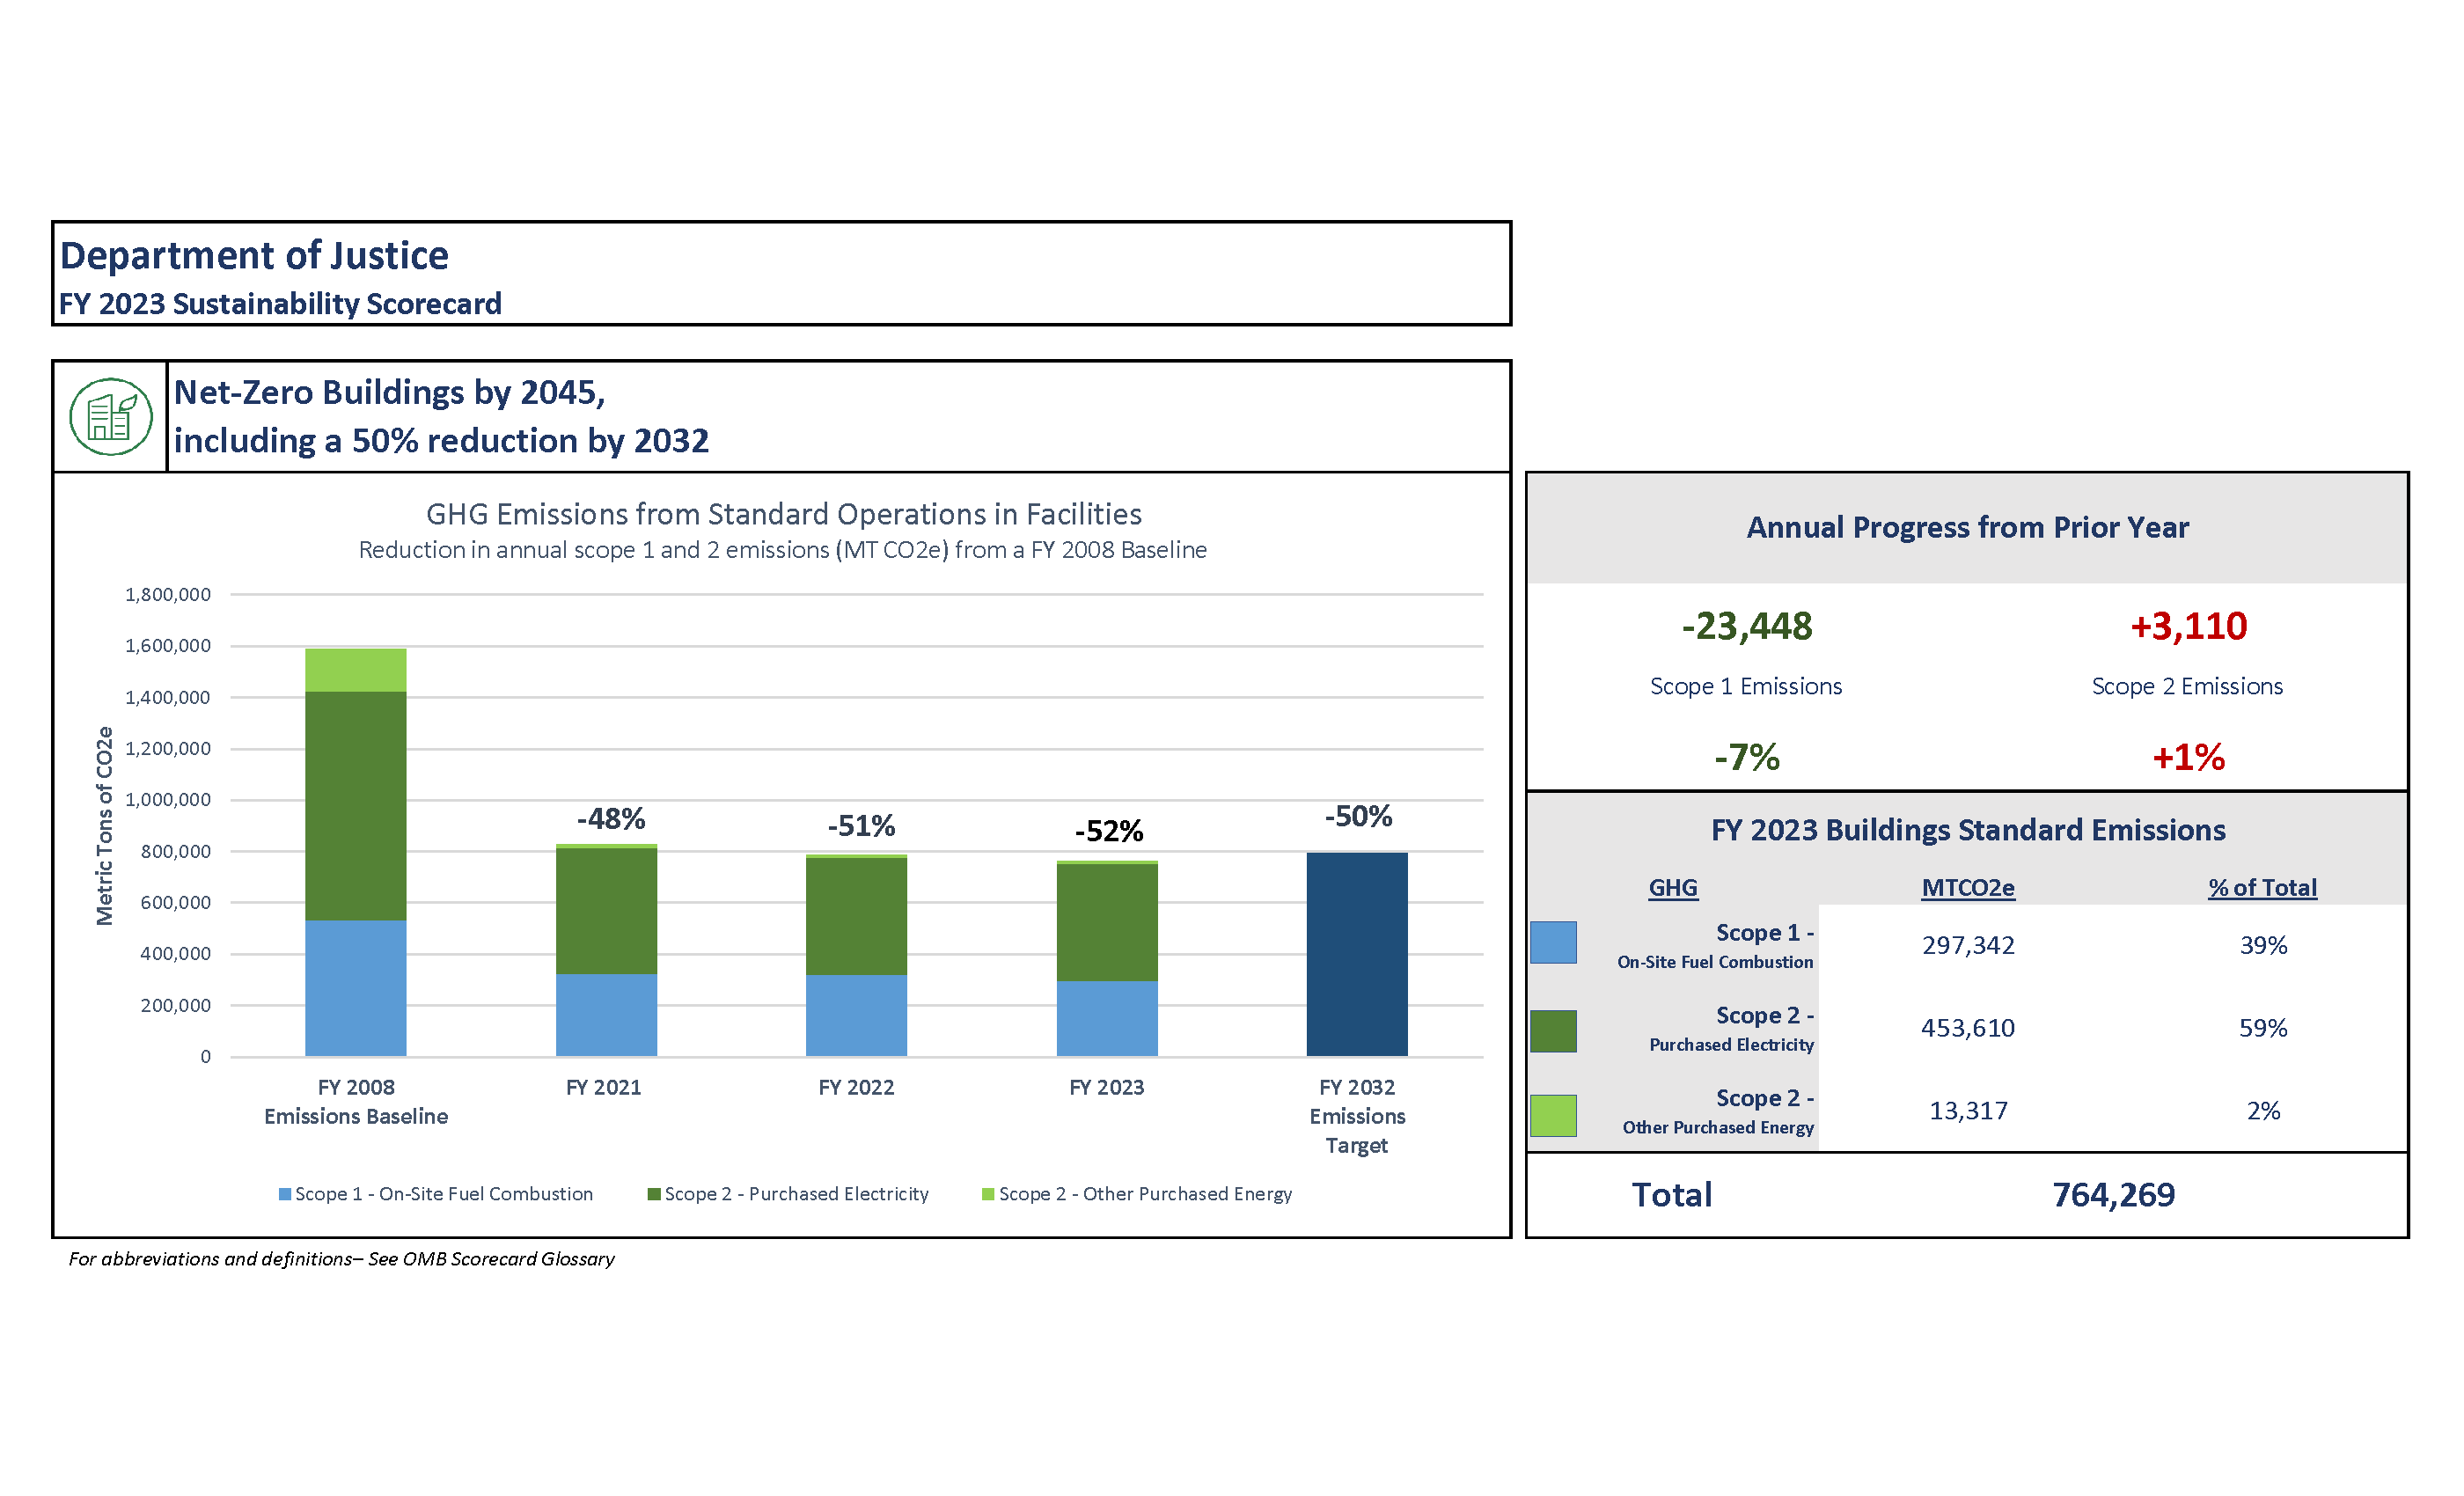 Department of Justice
FY 2023 Sustainability Scorecard
Net-Zero Buildings by 2045,
including a 50% reduction by 2032
GHG Emissions from Standard Operations in Facilities
Reduction in annual scope 1 and 2 emissions (MT CO2e) from a FY 2008 Baseline
Metric Tons of CO2e
1,800,000
1,600,000
1,400,000
1,200,000
1,000,000
800,000
600,000
400,000
200,000
0
-48%
-51%
-52%
-50%
FY 2008
Emissions Baseline
FY 2021
FY 2022
FY 2023
FY 2032
Emissions
Target
Scope 1 - On-Site Fuel Combustion
Scope 2 - Purchased Electricity
Scope 2 - Other Purchased Energy
For abbreviations and definitions– See OMB Scorecard Glossary
Annual Progress from Prior Year
-23,448 +3,110
Scope 1 Emissions Scope 2 Emissions
-7% +1%
FY 2023 Buildings Standard Emissions
GHG MTCO2e % of Total
Scope 1 -
On-Site Fuel Combustion
297,342 39%
Scope 2 -
Purchased Electricity
453,610 59%
Scope 2 -
Other Purchased Energy
13,317 2%
Total 764,269